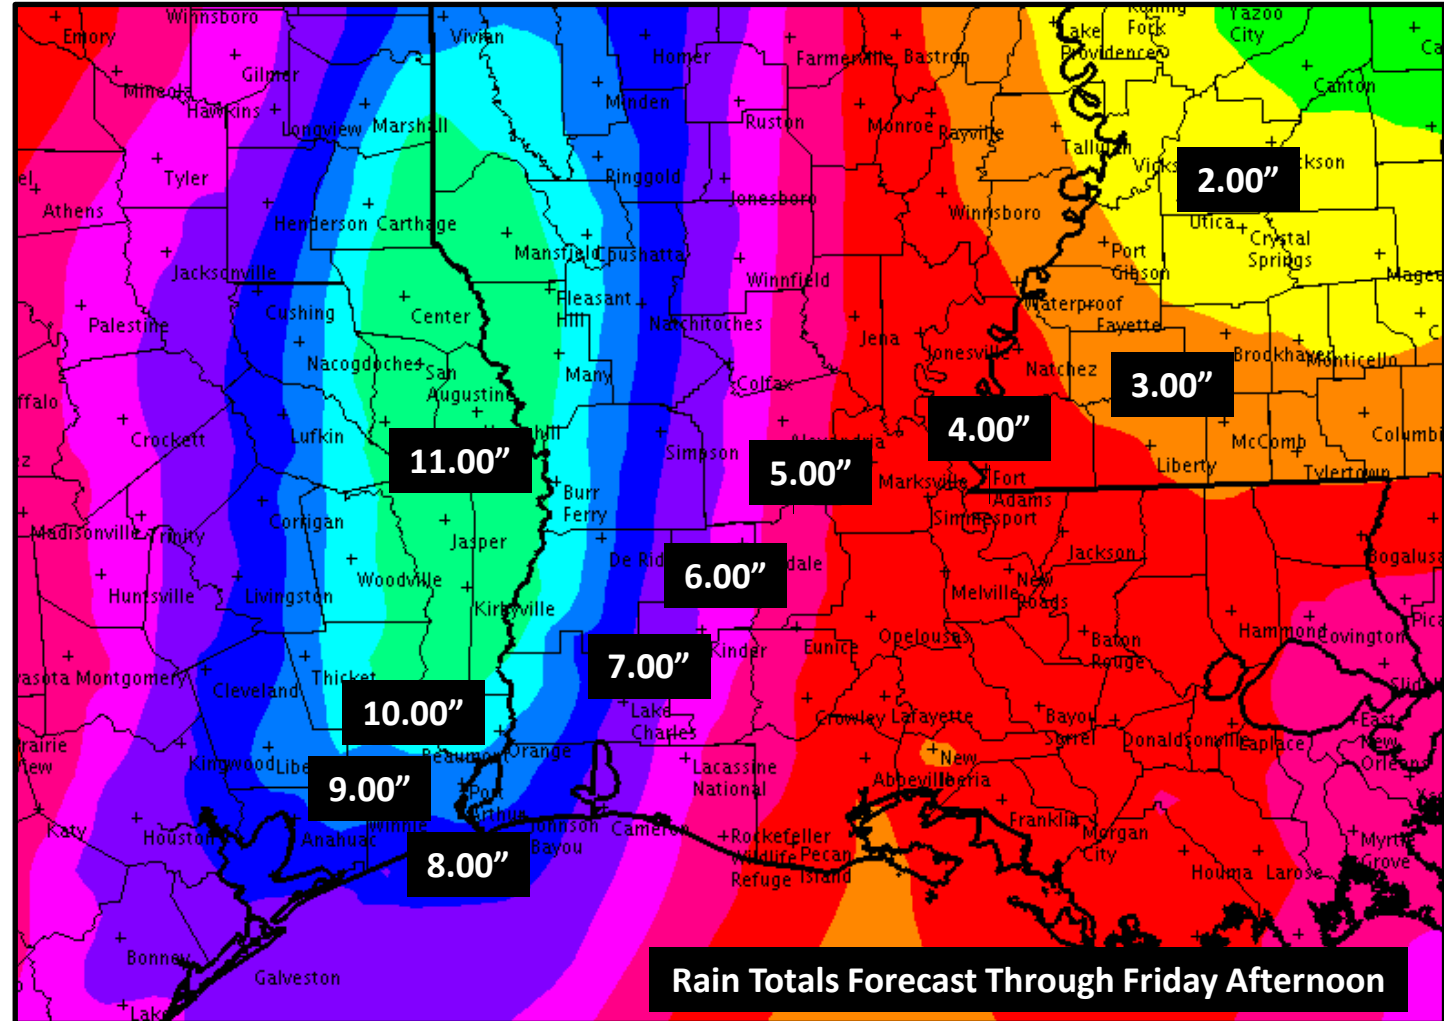 Winnsboro
Vivian
Rolling
Fork
Yazoo
City
Emory
Homer
Farmerville
Bastrop
Lake
Providence
Gilmer
Canton
Mineola
Hawkins
Minden
Ruston
Longview
Marshall
Monroe
Rayville
Tallulah
Tyler
Ringgold
2.00”
Athens
Jonesboro
Winnsboro
Henderson
Carthage
Utica
Crystal
Springs
Mansfield
Coushatta
Port
Gibson
Jacksonville
Winnfield
Pleasant
Hill
Waterproof
Cushing
Center
Natchitoches
Fayette
Palestine
Jena
Jonesville
Brookhaven
Monticello
Nacogdoches
San
Augustine
Many
Colfax
Natchez
3.00”
Crockett
Lufkin
Alexandria
4.00”
McComb
Columbi
11.00”
Simpson
5.00”
Marksville
Fort
Adams
Liberty
Tylertown
Burr
Ferry
Simmesport
Madisonville
Trinity
Corrigan
Jasper
Jackson
Bogalusa
De Rid
6.00”
dale
Huntsville
Livingston
Woodville
Kirbyville
Melville
New
Roads
Opelousas
Baton
Rouge
Hammond
Covington
7.00”
Kinder
Eunice
Montgomery
Cleveland
Thicket
10.00”
Lake
Charles
Crowley
Lafayette
Bayou
Sorrel
Donaldsonville
Laplace
East
New
Orleans
Kingwood
Beaumont
Orange
Lacassine
National
Abbeville
New
Iberia
9.00”
Port
Arthur
Katy
Houston
Anahuac
Winnie
Johnson
Bayou
Cameron
Rockefeller
Wildlife
Refuge
Pecan
Island
Franklin
Morgan
City
Myrtle
Grove
8.00”
Houma
Larose
Bonney
Galveston
Lake
Rain Totals Forecast Through Friday Afternoon